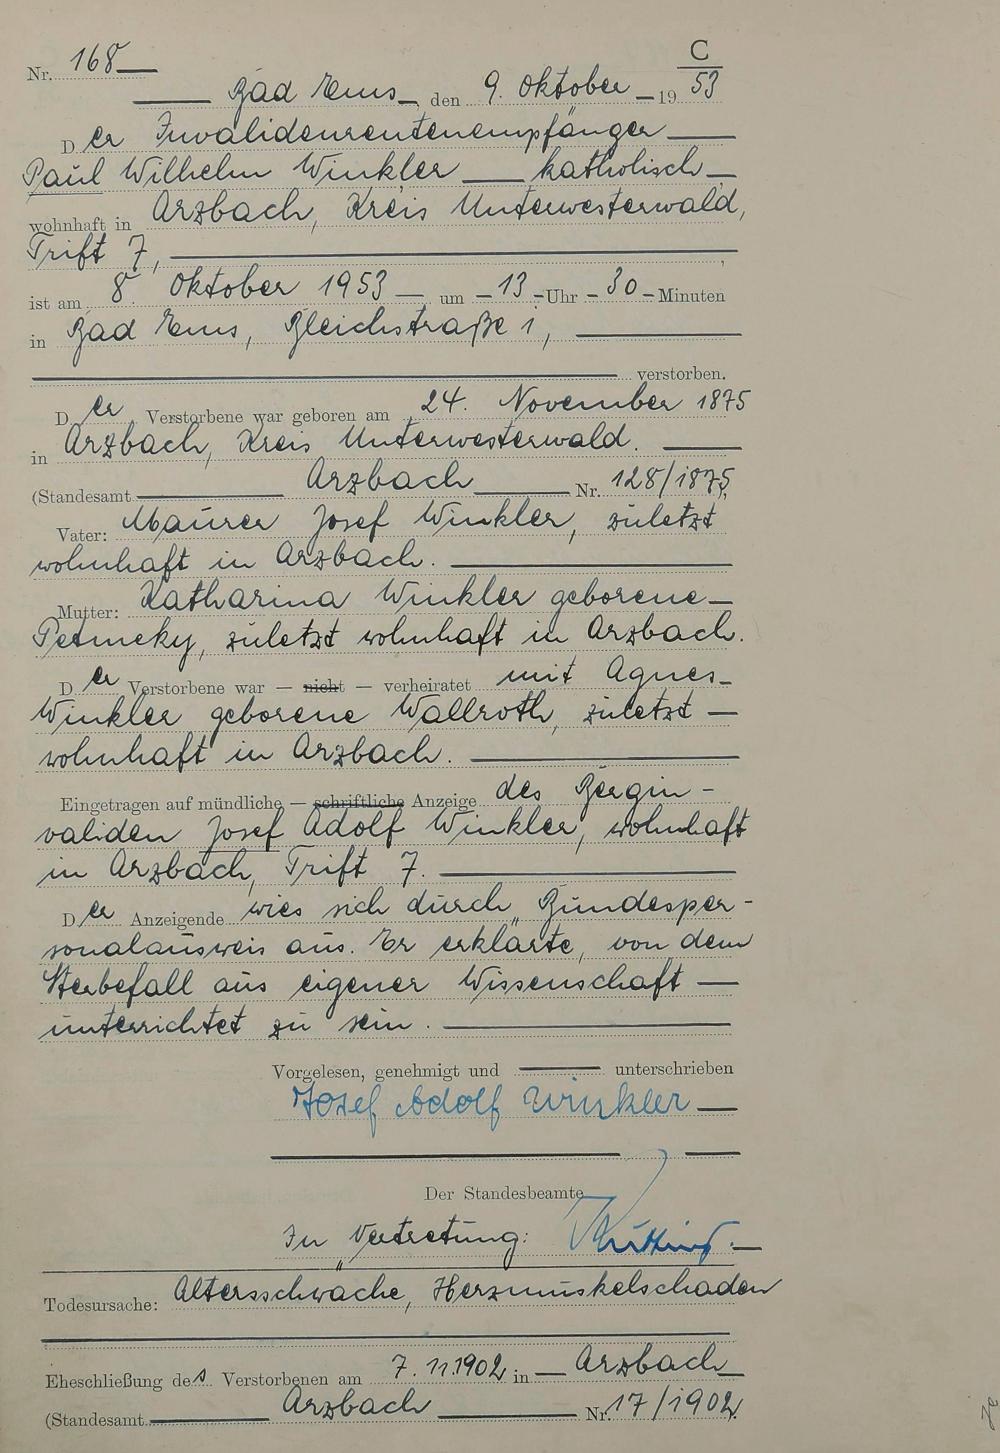 C
Nr. 168
Bad Ems, den 9. Oktober 1953
Der Invalidenrentenempfänger
Paul Wilhelm Winkler katholisch
wohnhaft in Arzbach, Kreis Unterwesterwald,
Trift 7,
ist am 8. Oktober 1953 um 13 Uhr 30 Minuten
in Bad Ems, Bleichstraße 1,
verstorben.
Der Verstorbene war geboren am 24. November 1875
in Arzbach, Kreis Unterwesterwald.
(Standesamt Arzbach Nr. 128/1875)
Vater: Maurer Josef Winkler, zuletzt
wohnhaft in Arzbach.
Mutter: Katharina Winkler geborene
zuletzt wohnhaft in Arzbach.
Der Verstorbene war — nicht — verheiratet mit Agnes
Winkler geborene Wallroth, zuletzt
wohnhaft in Arzbach.
Eingetragen auf mündliche — schriftliche Anzeige des Bergin-
validen Josef Adolf Winkler, wohnhaft
in Arzbach, Trift 7.
Der Anzeigende wies sich durch Bundesper-
sonalausweis aus. Er erklärte, von dem
Sterbefall aus eigener Wissenschaft
unterrichtet zu sein.
Vorgelesen, genehmigt und unterschrieben
Josef Adolf Winkler
Der Standesbeamte
In Vertretung:
Todesursache: Altersschwäche, Herzmuskelschaden
Eheschließung des Verstorbenen am 7.11.1902 in Arzbach
(Standesamt Arzbach Nr. 17/1902)